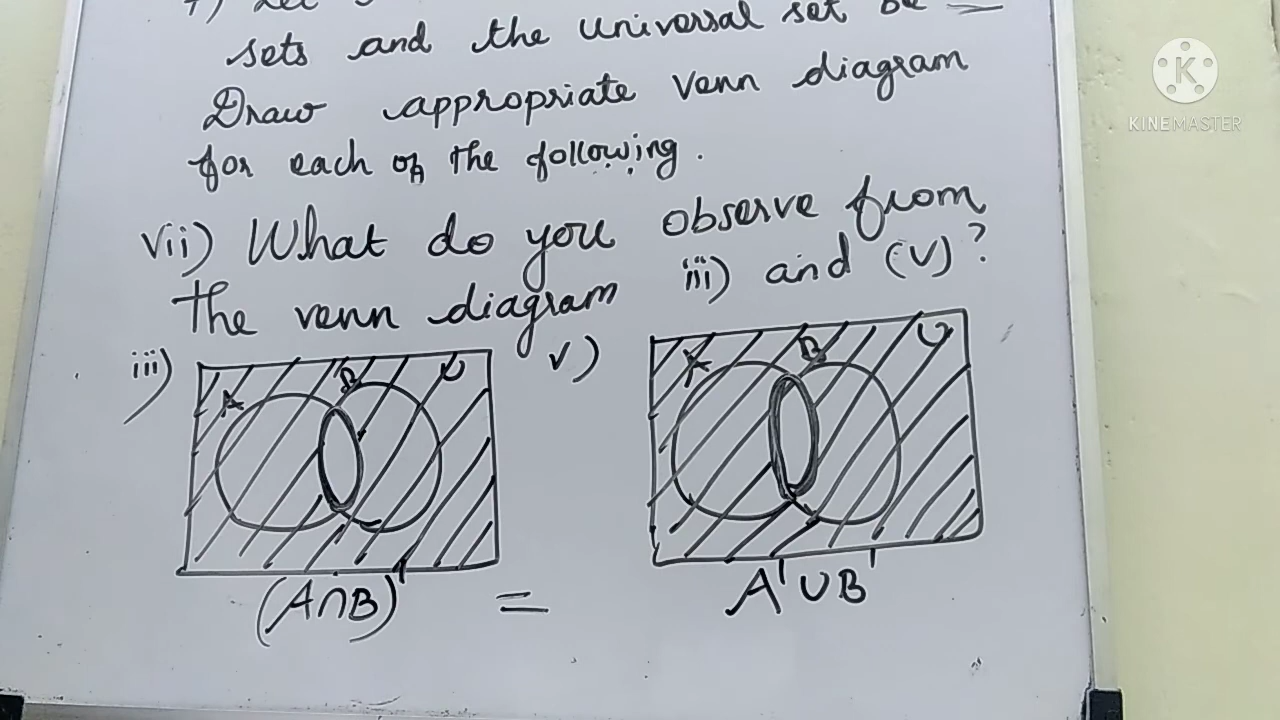 sets and the universal set be
Draw appropriate Venn diagram
for each of the following.
vii) What do you observe from
the venn diagram iii) and (v)?
iii) A B U
v) A B U
(A∩B)' = A'∪B'
K
KINEMASTER